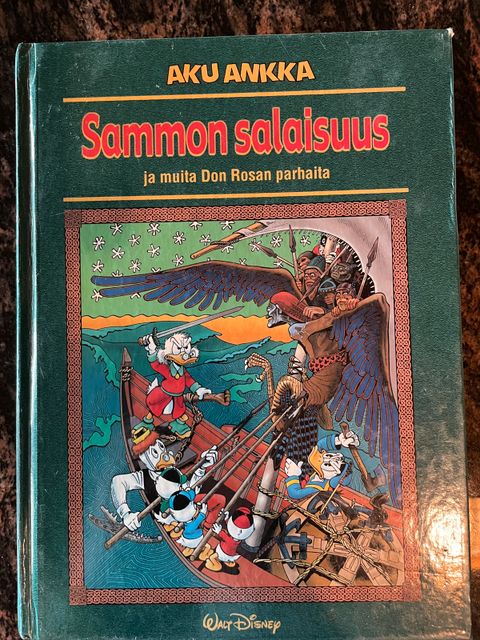 AKU ANKKA
Sammon salaisuus
ja muita Don Rosan parhaita
WALT DISNEY